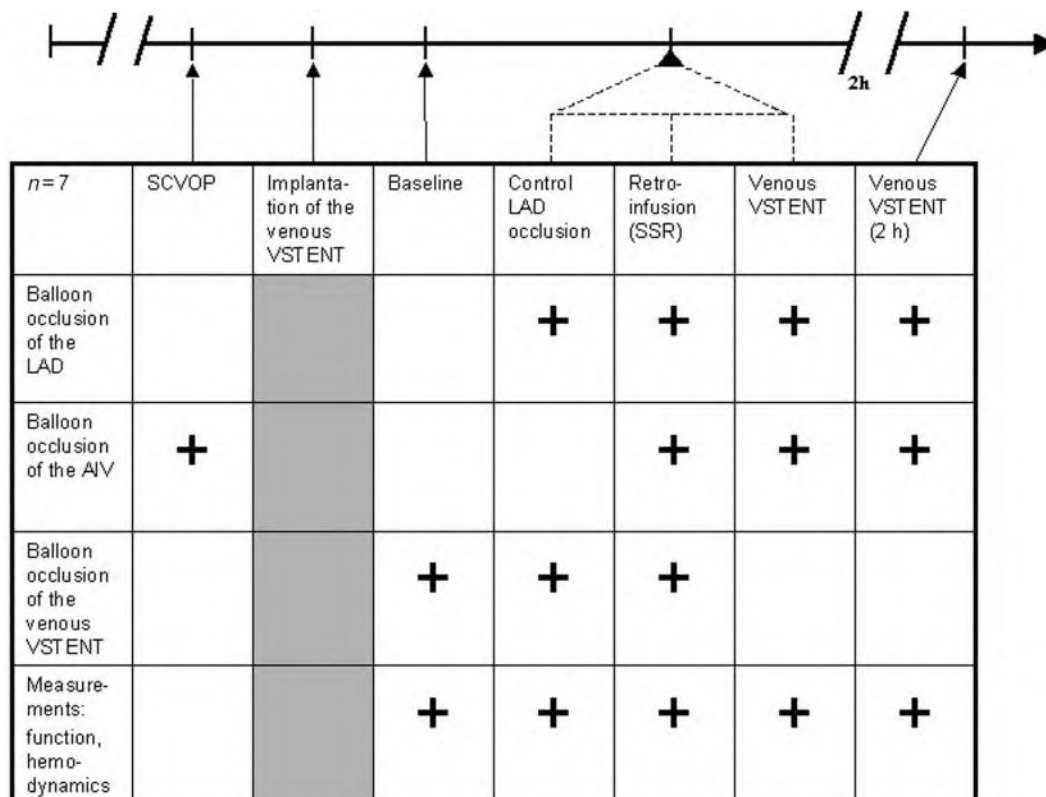 2h
n=7
SCVOP
Implanta-
tion of the
venous
VSTENT
Baseline
Control
LAD
occlusion
Retro-
infusion
(SSR)
Venous
VSTENT
Venous
VSTENT
(2 h)
Balloon
occlusion
of the
LAD
+ + + +
Balloon
occlusion
of the AIV
+ + + +
Balloon
occlusion
of the
venous
VSTENT
+ + +
Measure-
ments:
function,
hemo-
dynamics
+ + + + +